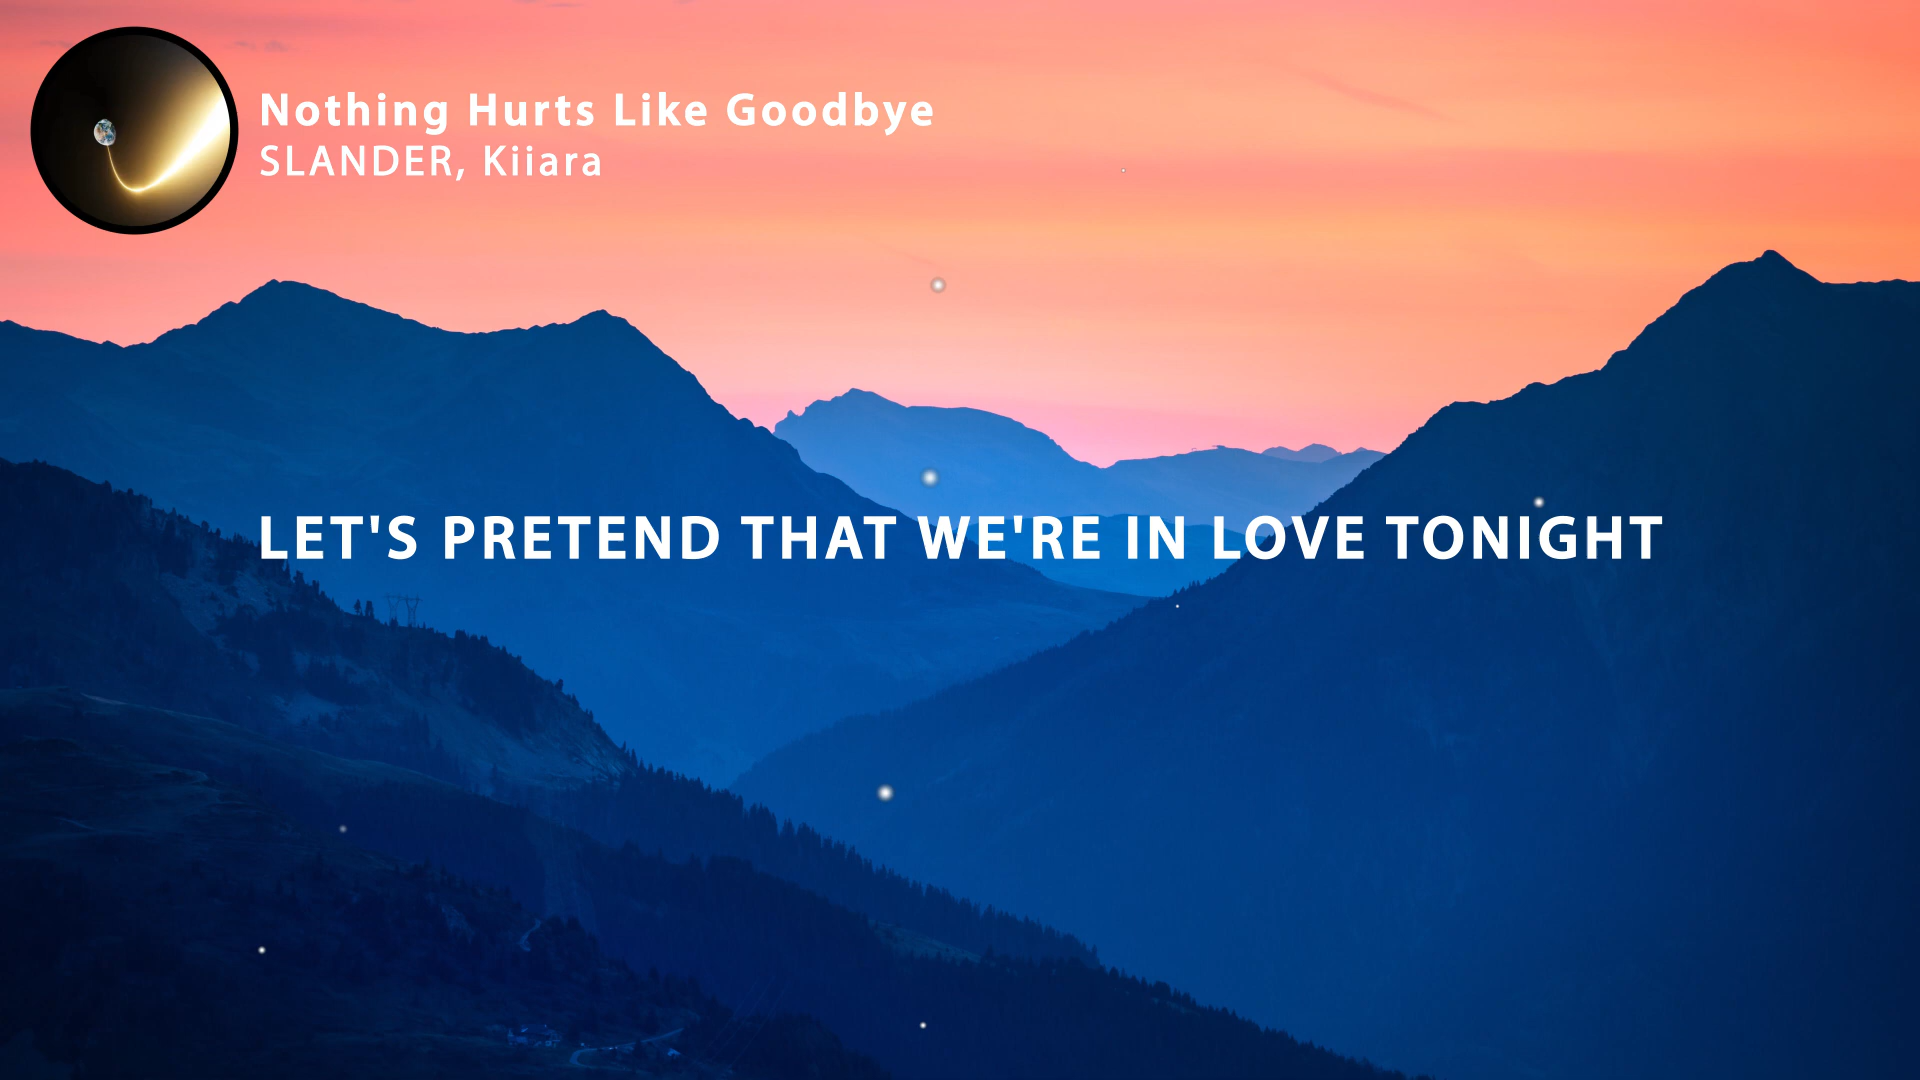 Nothing Hurts Like Goodbye
SLANDER, Kiiara
LET'S PRETEND THAT WE'RE IN LOVE TONIGHT